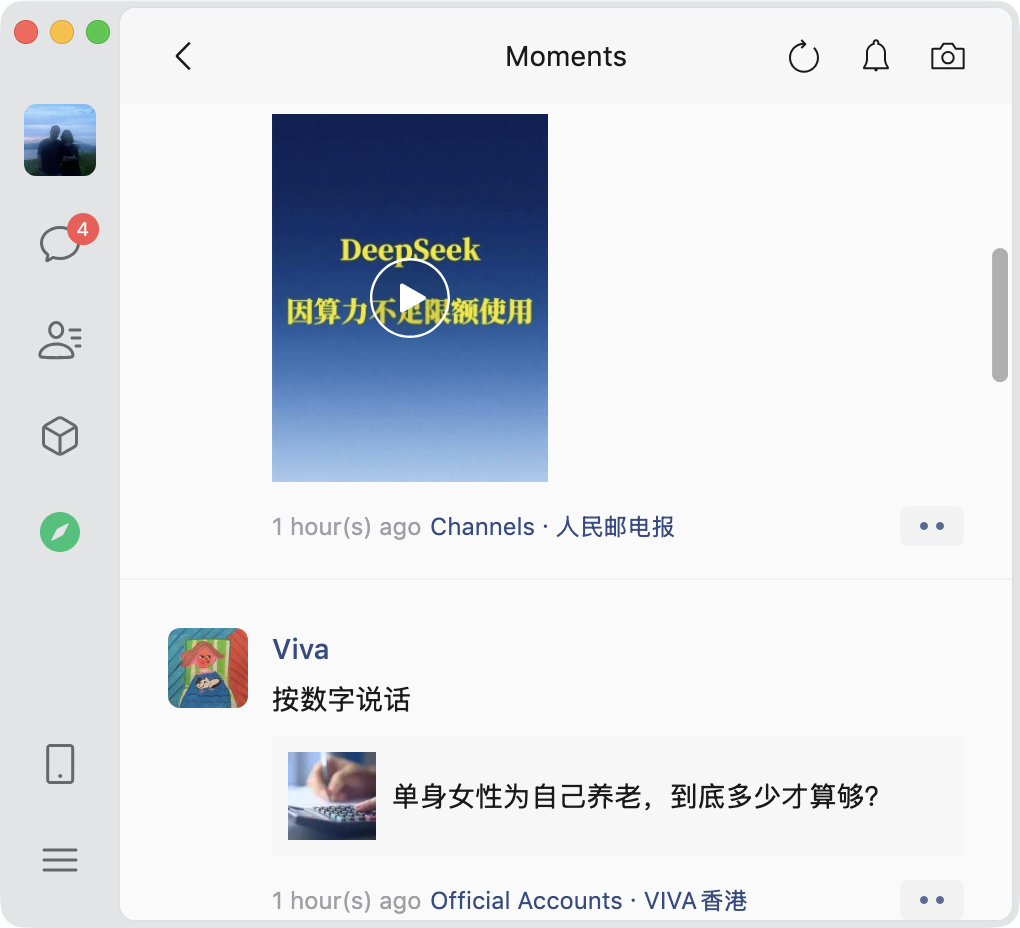 Moments
4
DeepSeek
因算力不足限额使用
1 hour(s) ago Channels · 人民邮电报
Viva
按数字说话
单身女性为自己养老，到底多少才算够？
1 hour(s) ago Official Accounts · VIVA香港